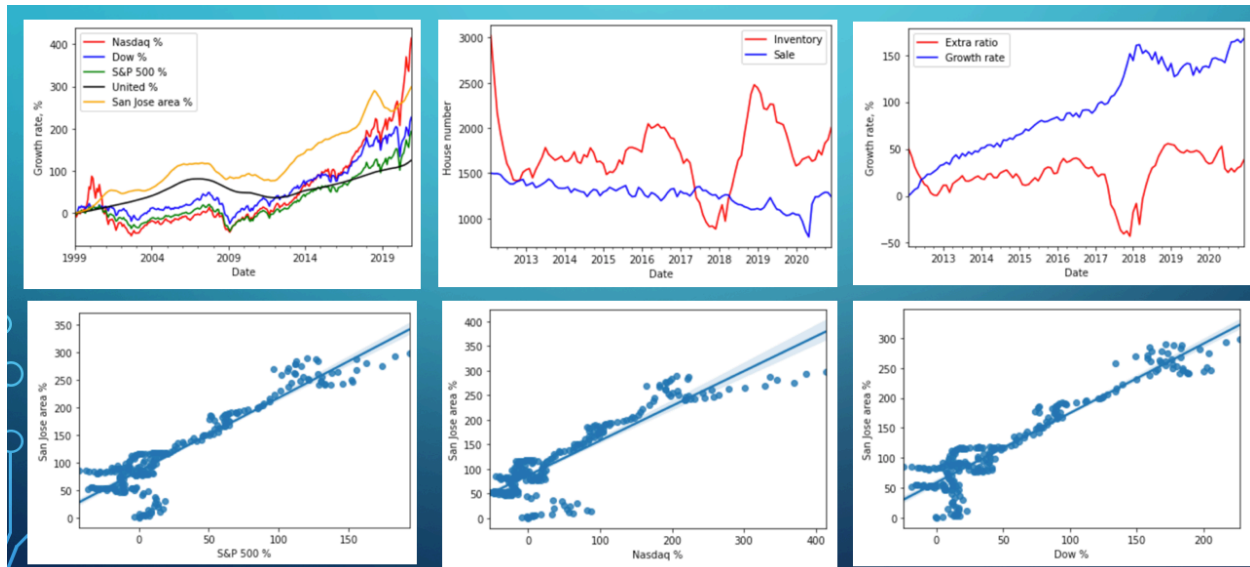 Nasdaq %
Dow %
S&P 500 %
United %
San Jose area %
Growth rate, %
400
300
200
100
0
1999 2004 2009 2014 2019
Date
Inventory
Sale
House number
3000
2500
2000
1500
1000
2013 2014 2015 2016 2017 2018 2019 2020
Date
Extra ratio
Growth rate
Growth rate, %
150
100
50
0
−50
2013 2014 2015 2016 2017 2018 2019 2020
Date
San Jose area %
350
300
250
200
150
100
50
0
0 50 100 150
S&P 500 %
San Jose area %
400
350
300
250
200
150
100
50
0
0 100 200 300 400
Nasdaq %
San Jose area %
300
250
200
150
100
50
0
0 50 100 150 200
Dow %